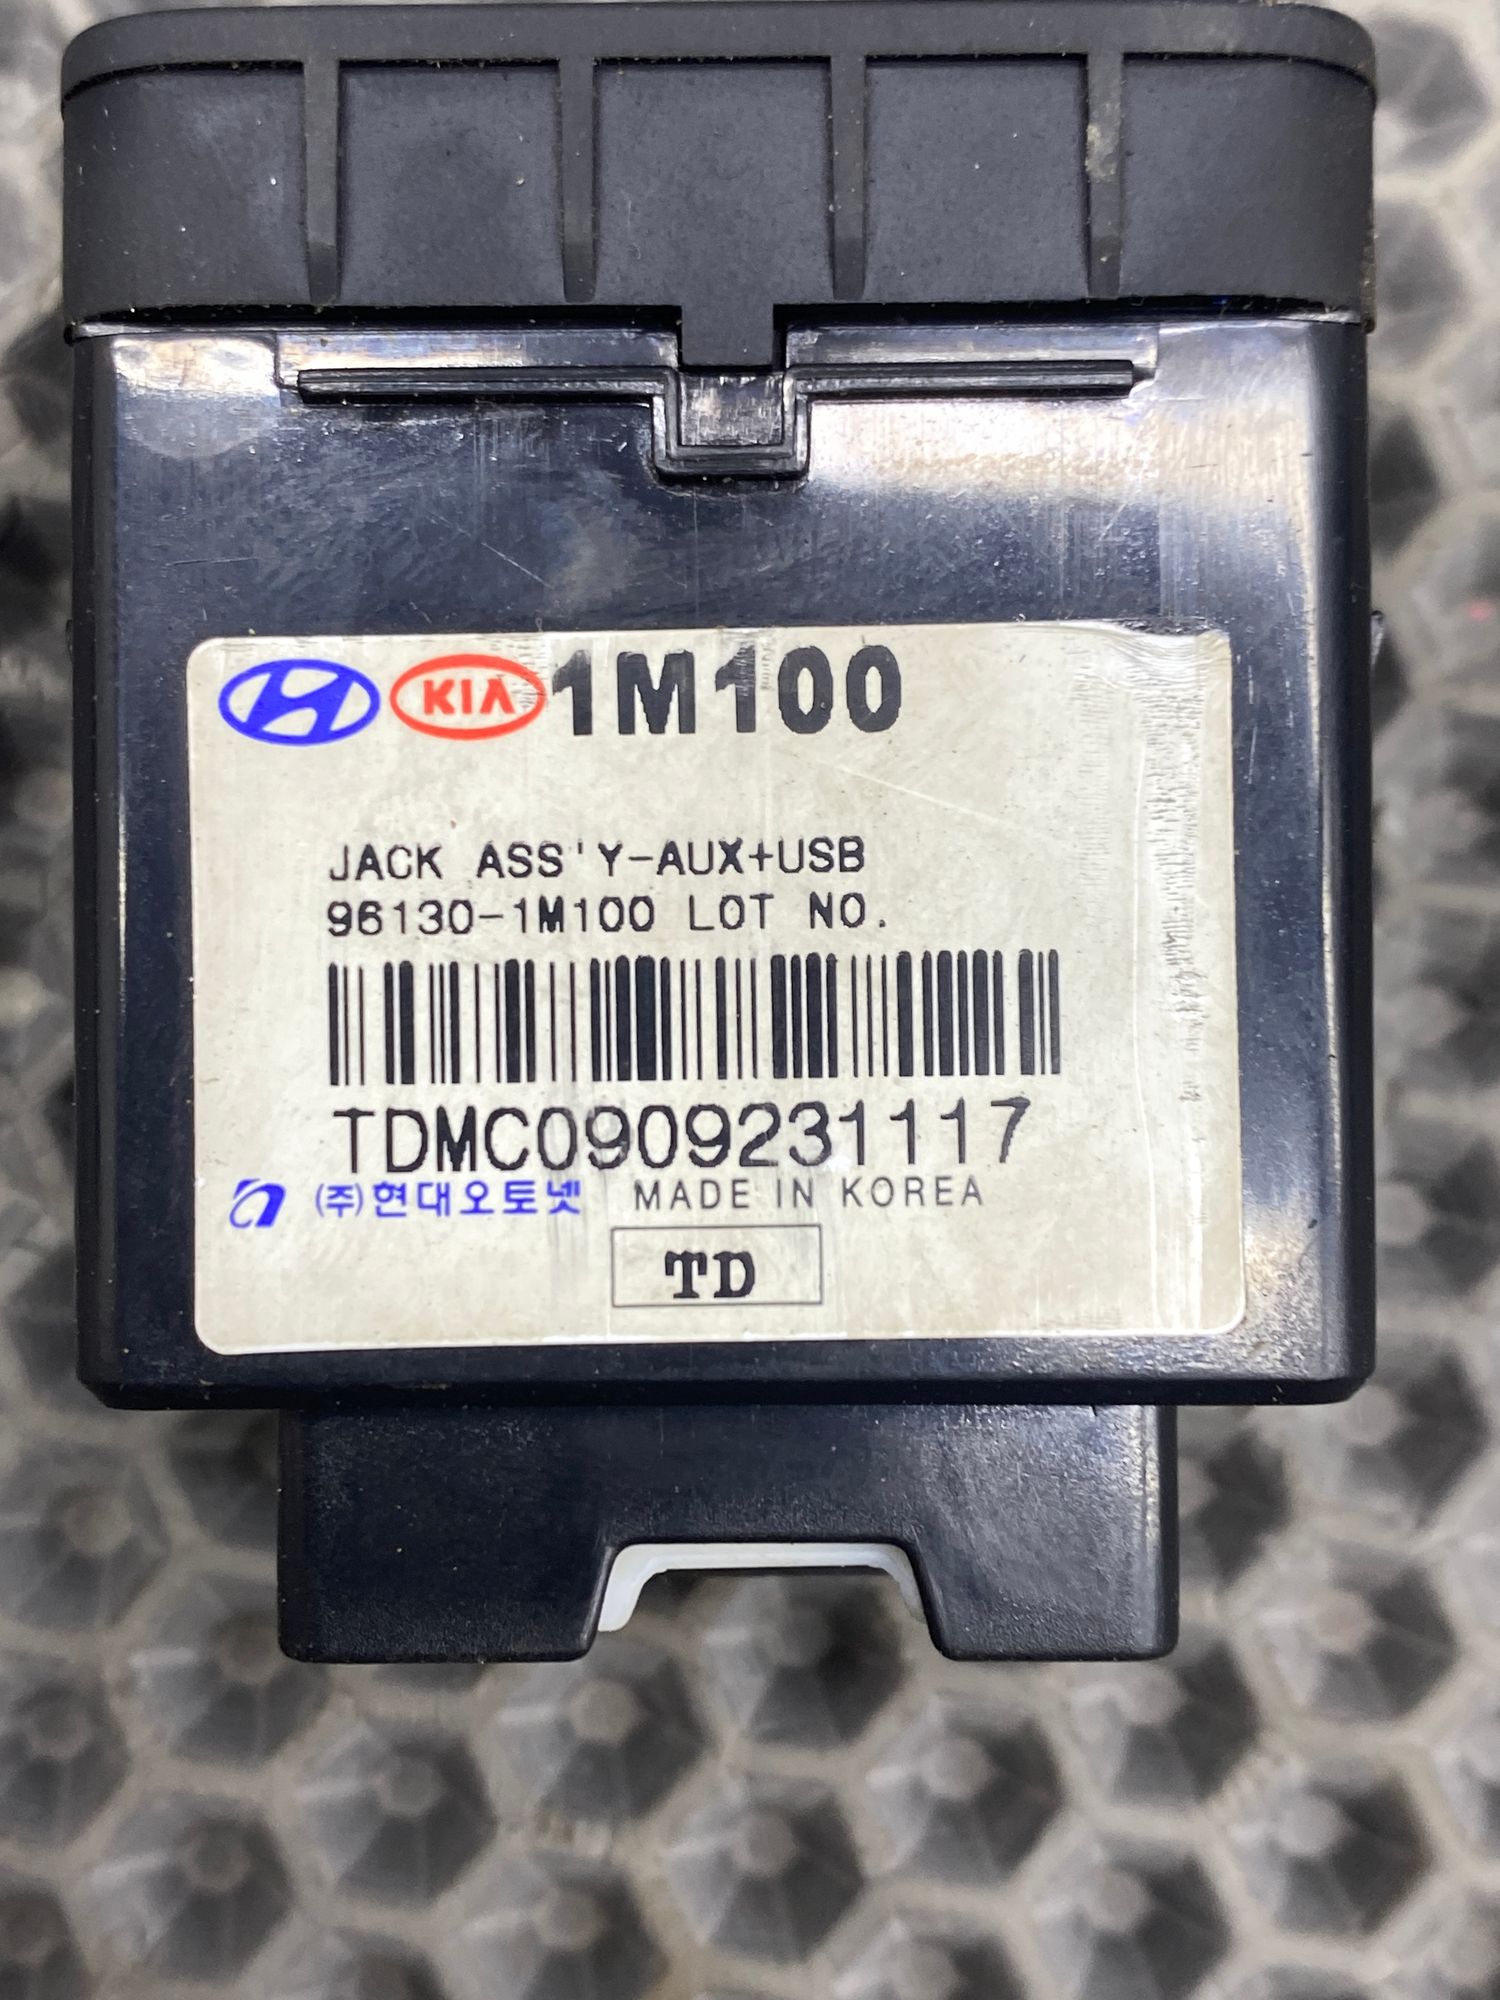 KIA 1M100
JACK ASS'Y-AUX+USB
96130-1M100 LOT NO.
TDMC0909231117
(주)현대오토넷 MADE IN KOREA
TD